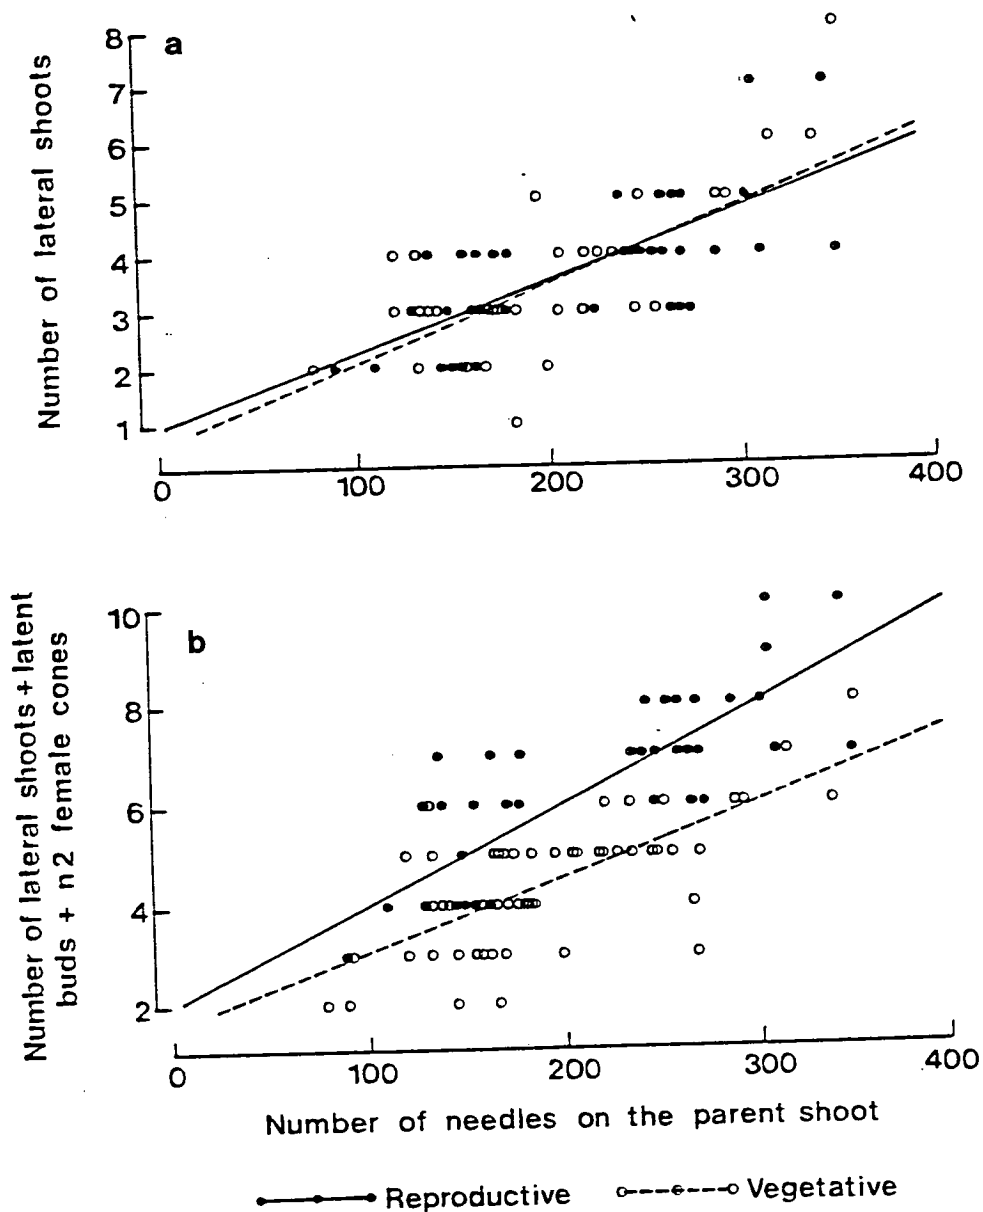 a
8
7
6
5
4
3
2
1
Number of lateral shoots
0 100 200 300 400
b
10
8
6
4
2
Number of lateral shoots + latent
buds + n2 female cones
0 100 200 300 400
Number of needles on the parent shoot
Reproductive Vegetative